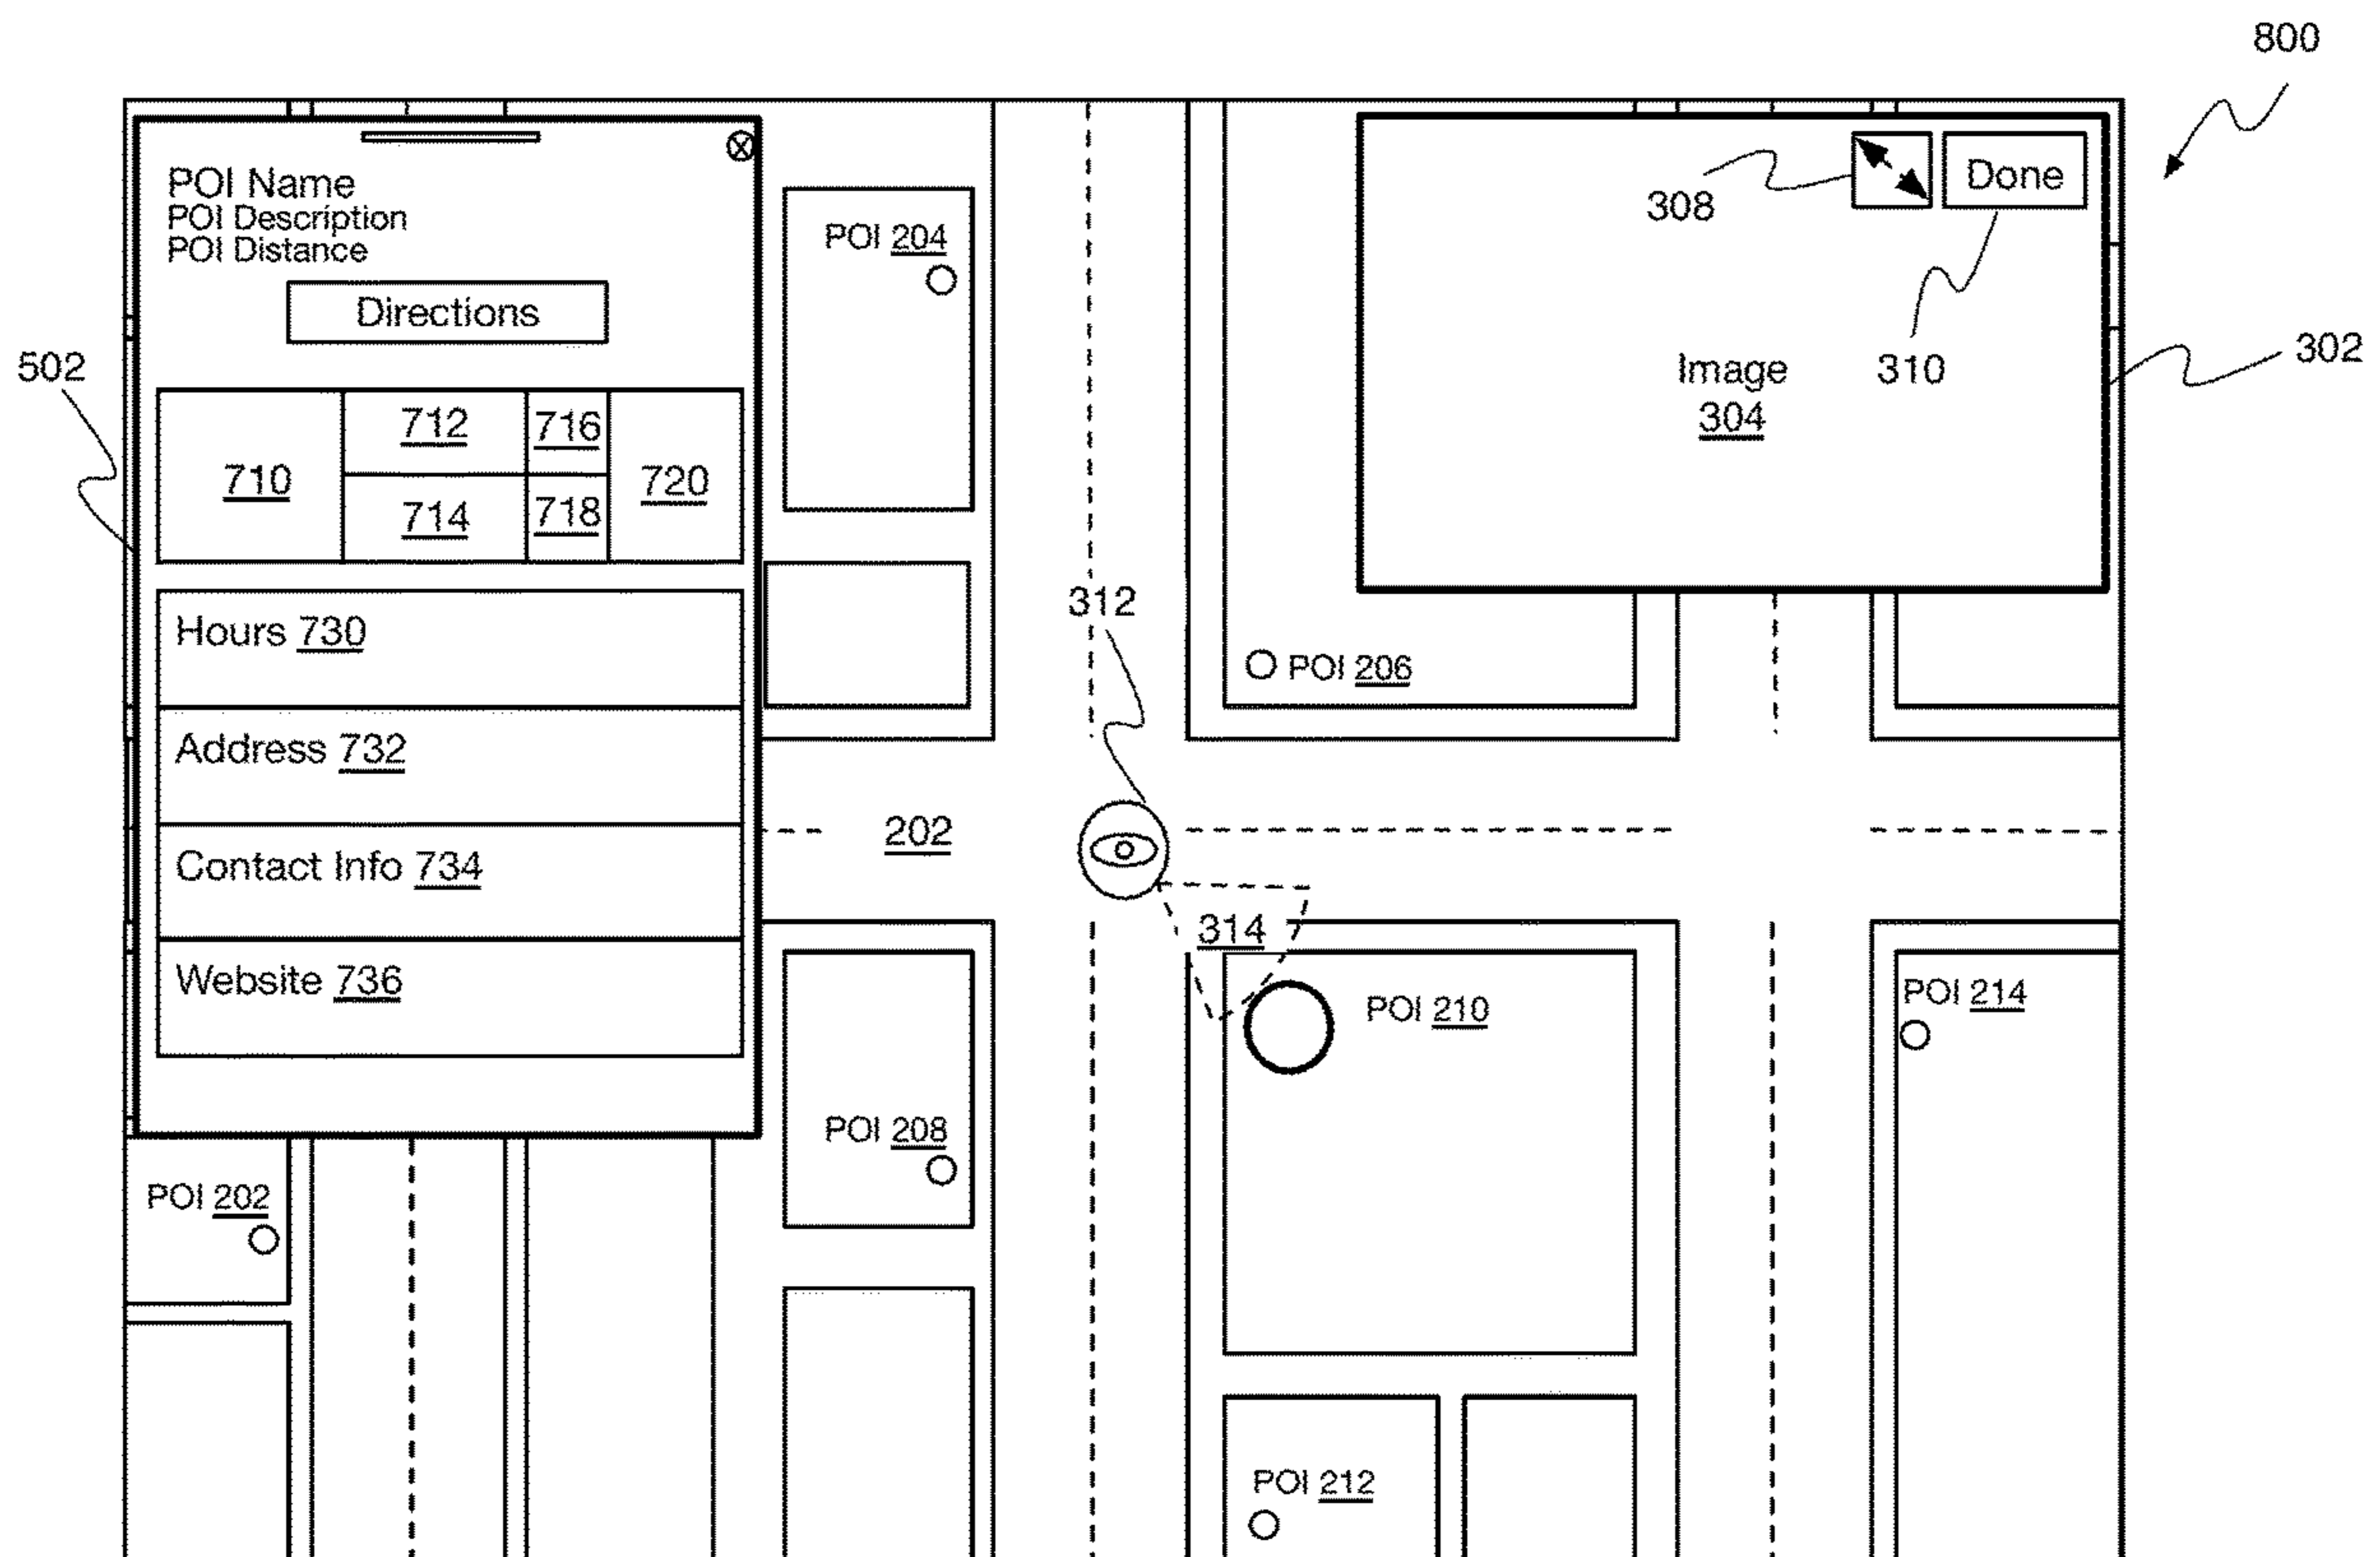 800
POI Name
POI Description
POI Distance
Directions
502
710
712
716
720
714
718
Hours 730
Address 732
Contact Info 734
Website 736
POI 204
308
Done
310
302
Image
304
312
POI 206
202
314
POI 210
POI 214
POI 208
POI 202
POI 212